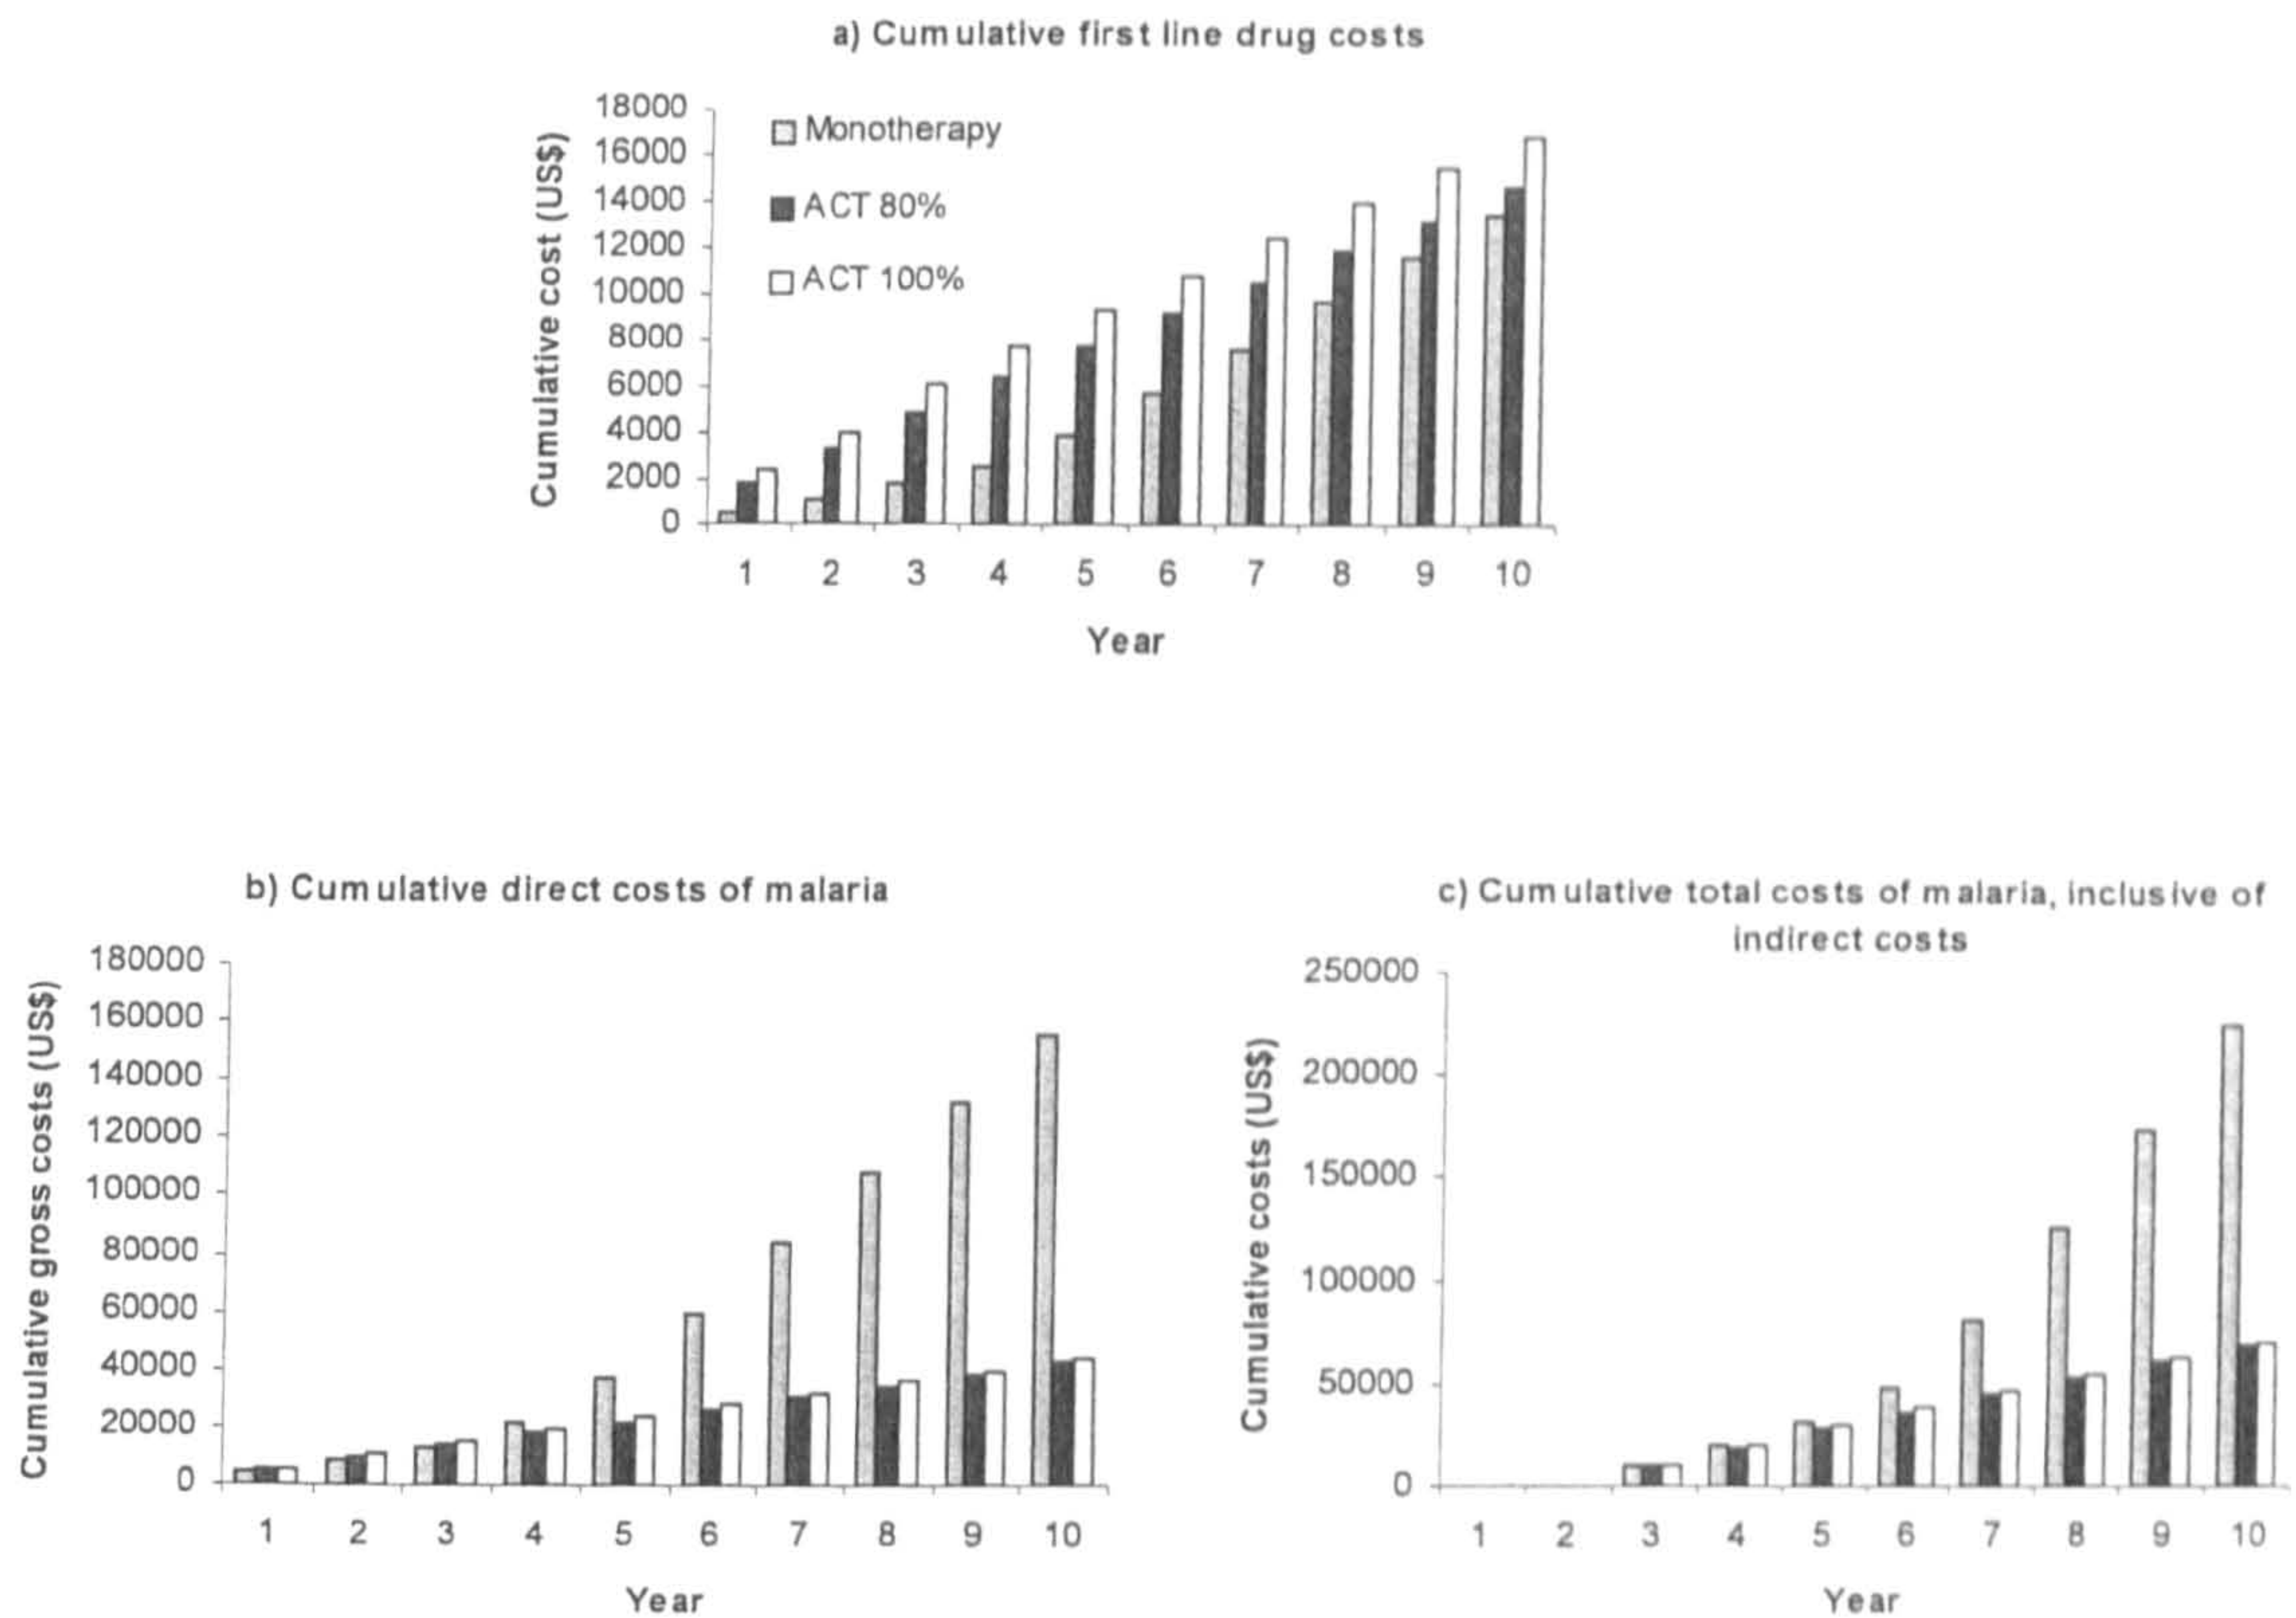 a) Cumulative first line drug costs
Cumulative cost (US$)
18000
16000
14000
12000
10000
8000
6000
4000
2000
0
Monotherapy
ACT 80%
ACT 100%
1 2 3 4 5 6 7 8 9 10
Year
b) Cumulative direct costs of malaria
Cumulative gross costs (US$)
180000
160000
140000
120000
100000
80000
60000
40000
20000
0
1 2 3 4 5 6 7 8 9 10
Year
c) Cumulative total costs of malaria, inclusive of
indirect costs
Cumulative costs (US$)
250000
200000
150000
100000
50000
0
1 2 3 4 5 6 7 8 9 10
Year